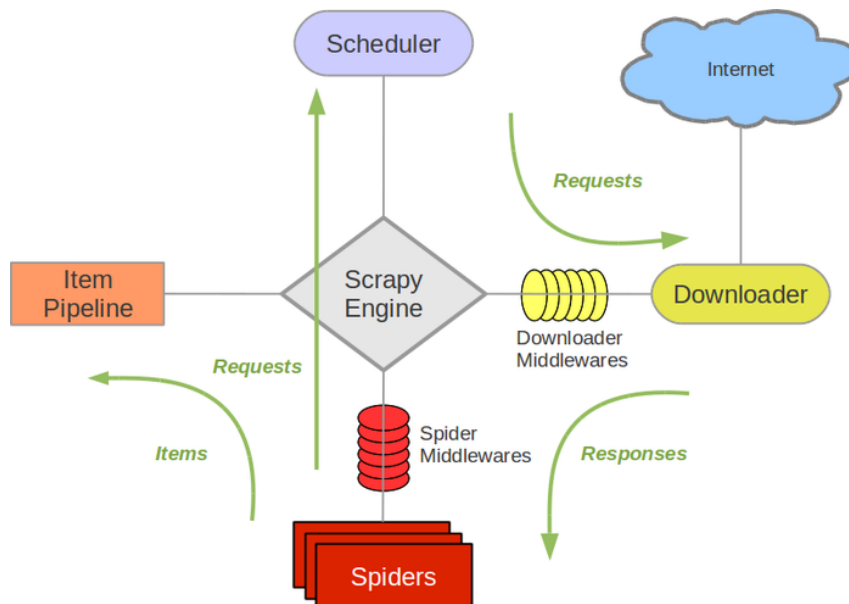 Scheduler
Internet
Requests
Item
Pipeline
Scrapy
Engine
Downloader
Downloader
Middlewares
Requests
Items
Spider
Middlewares
Responses
Spiders